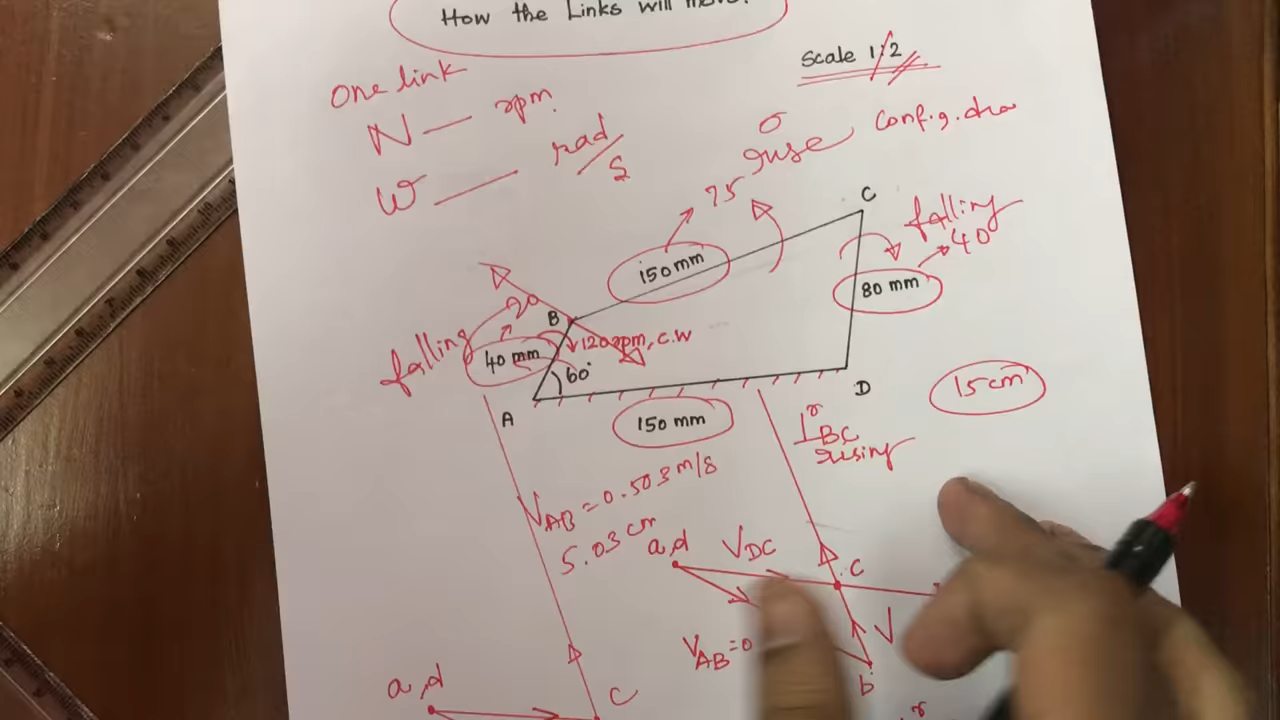 How the Links will move?
Scale 1/2
One link
N — rpm.
W — rad/s
σ
rise
Config. dia
C
75
falling
40
150 mm
80 mm
20
B
falling
40 mm
120 rpm, C.W
60°
A
D
150 mm
15 cm
⊥r BC
rising
VAB = 0.503 m/s
5.03 cm
a,d
VDC
C
V
VAB=0
b
a,d
C
r